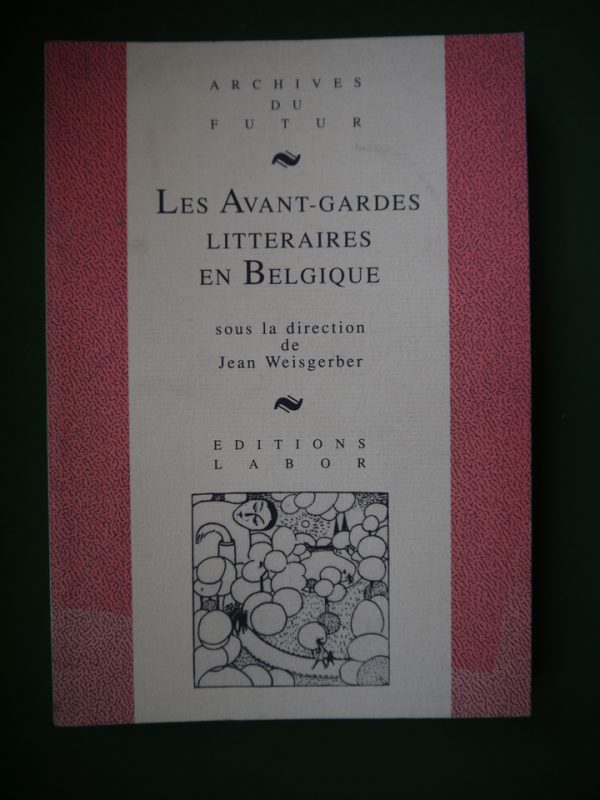 ARCHIVES
DU
FUTUR
LES AVANT-GARDES
LITTERAIRES
EN BELGIQUE
sous la direction
de
Jean Weisgerber
EDITIONS
LABOR